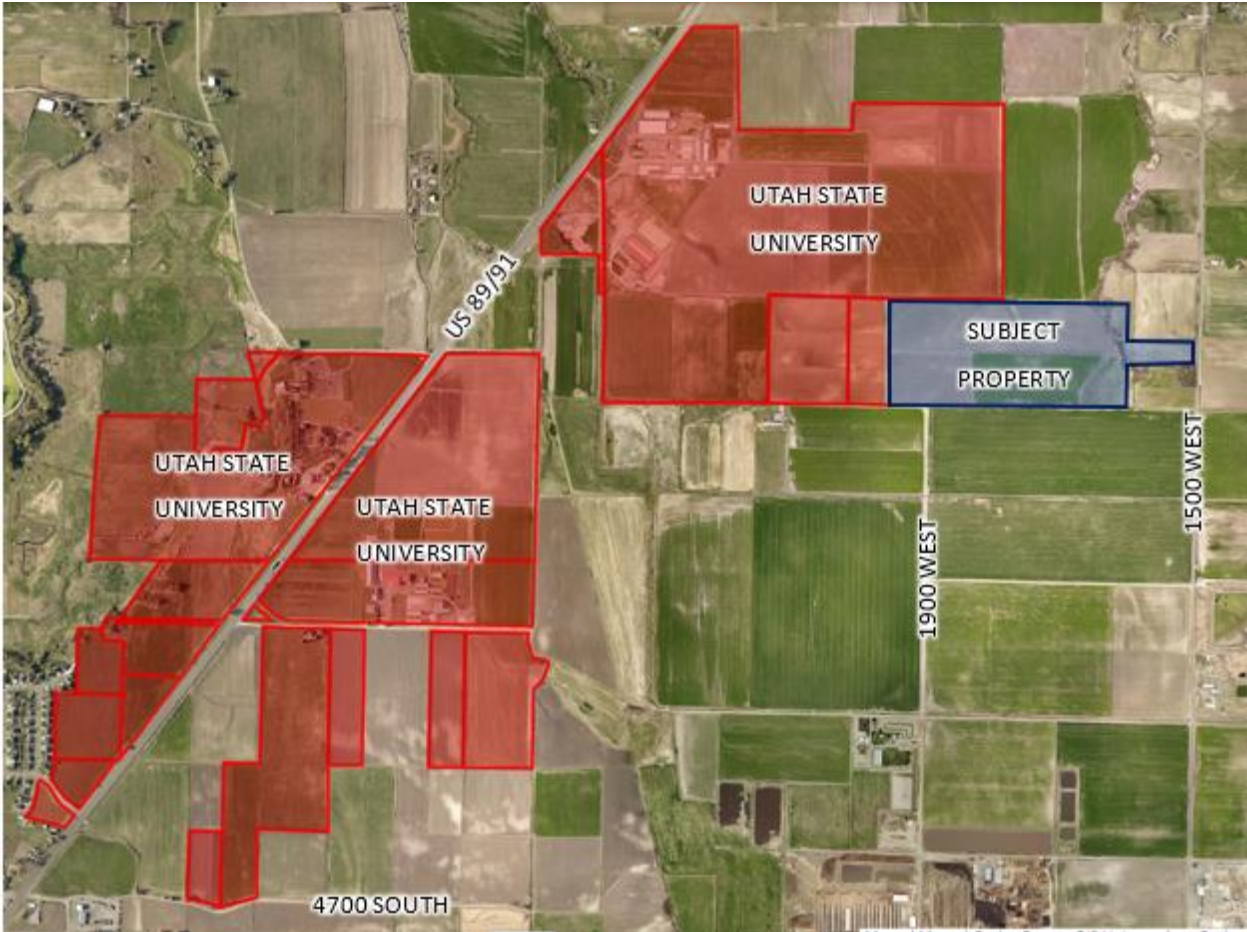 UTAH STATE
UNIVERSITY
US 89/91
SUBJECT
PROPERTY
UTAH STATE
UNIVERSITY
UTAH STATE
UNIVERSITY
1500 WEST
1900 WEST
4700 SOUTH